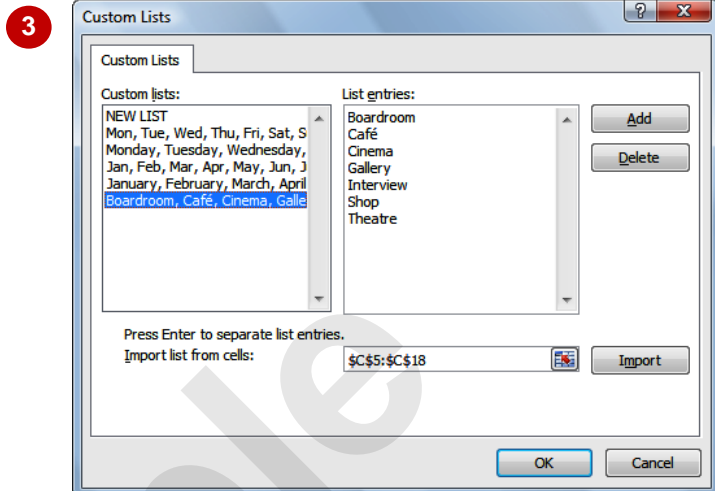 3
Custom Lists
?
X
Custom Lists
Custom lists:
List entries:
NEW LIST
Mon, Tue, Wed, Thu, Fri, Sat, S
Monday, Tuesday, Wednesday,
Jan, Feb, Mar, Apr, May, Jun, J
January, February, March, April
Boardroom, Café, Cinema, Galle
Boardroom
Café
Cinema
Gallery
Interview
Shop
Theatre
Add
Delete
Press Enter to separate list entries.
Import list from cells:
$C$5:$C$18
Import
OK
Cancel